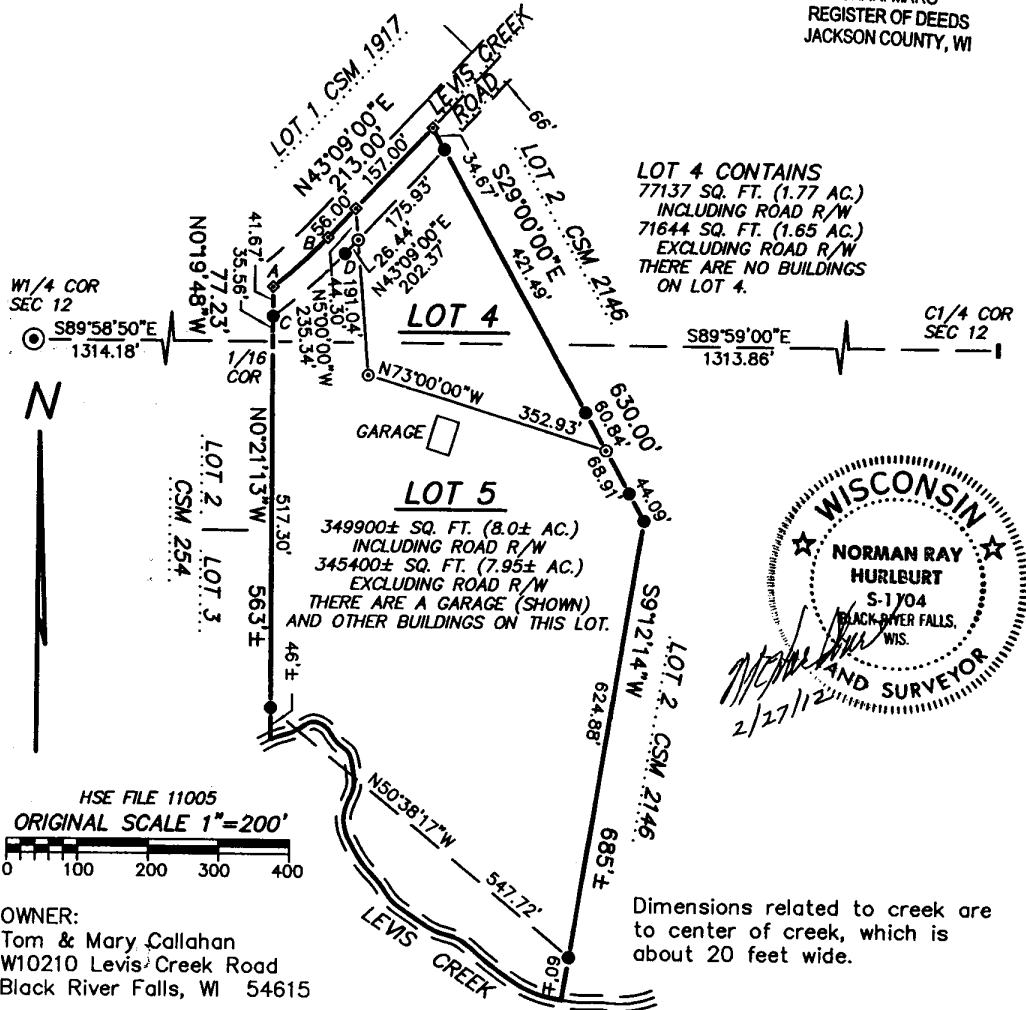 REGISTER OF DEEDS
JACKSON COUNTY, WI
LOT 1 CSM 1917
LEVIS CREEK
ROAD
66'
N43°09'00"E
213.00'
157.00'
56.00'
175.93'
26.44'
N43°09'00"E
202.37'
34.67'
S29°00'00"E
421.49'
LOT 2 CSM 2146
LOT 4 CONTAINS
77137 SQ. FT. (1.77 AC.)
INCLUDING ROAD R/W
71644 SQ. FT. (1.65 AC.)
EXCLUDING ROAD R/W
THERE ARE NO BUILDINGS
ON LOT 4.
A
B
C
D
41.67'
35.56'
77.23'
N0°19'48"W
44.30'
191.04'
N5°00'00"W
235.34'
W1/4 COR
SEC 12
S89°58'50"E
1314.18'
1/16
COR
LOT 4
S89°59'00"E
1313.86'
C1/4 COR
SEC 12
N
N73°00'00"W
352.93'
630.00'
60.84'
68.91'
44.09'
GARAGE
N0°21'13"W
517.30'
563'±
46'±
LOT 2
LOT 3
CSM 254
LOT 5
349900± SQ. FT. (8.0± AC.)
INCLUDING ROAD R/W
345400± SQ. FT. (7.95± AC.)
EXCLUDING ROAD R/W
THERE ARE A GARAGE (SHOWN)
AND OTHER BUILDINGS ON THIS LOT.
S9°12'14"W
624.88'
685'±
LOT 2 CSM 2146
WISCONSIN
NORMAN RAY
HURLBURT
S-1104
BLACK RIVER FALLS,
WIS.
LAND SURVEYOR
2/27/12
N50°38'17"W
547.72'
60'±
LEVIS
CREEK
HSE FILE 11005
ORIGINAL SCALE 1"=200'
0 100 200 300 400
OWNER:
Tom & Mary Callahan
W10210 Levis Creek Road
Black River Falls, WI 54615
Dimensions related to creek are
to center of creek, which is
about 20 feet wide.